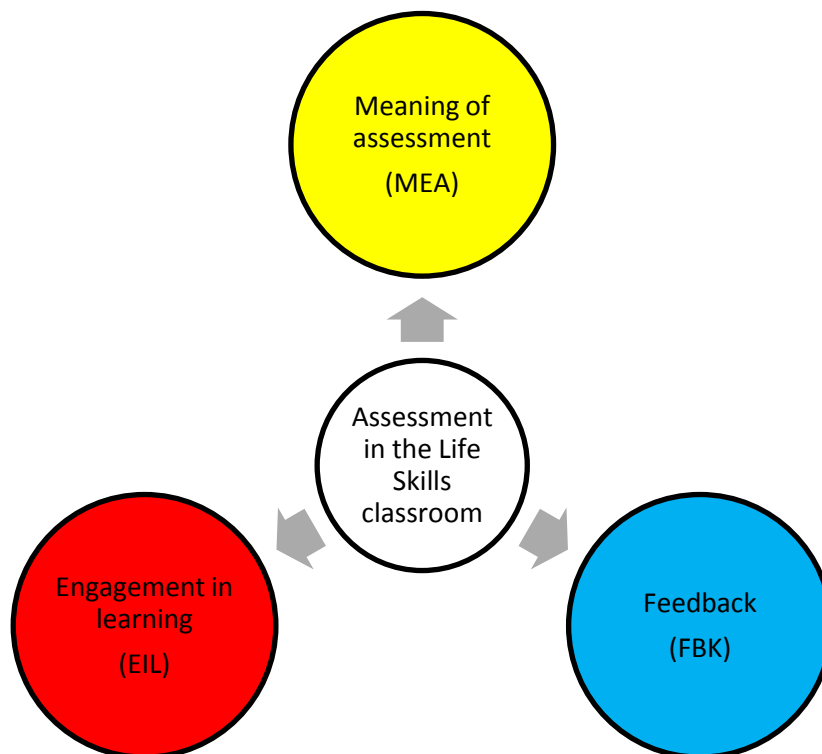 Meaning of
assessment
(MEA)
Assessment
in the Life
Skills
classroom
Engagement in
learning
(EIL)
Feedback
(FBK)